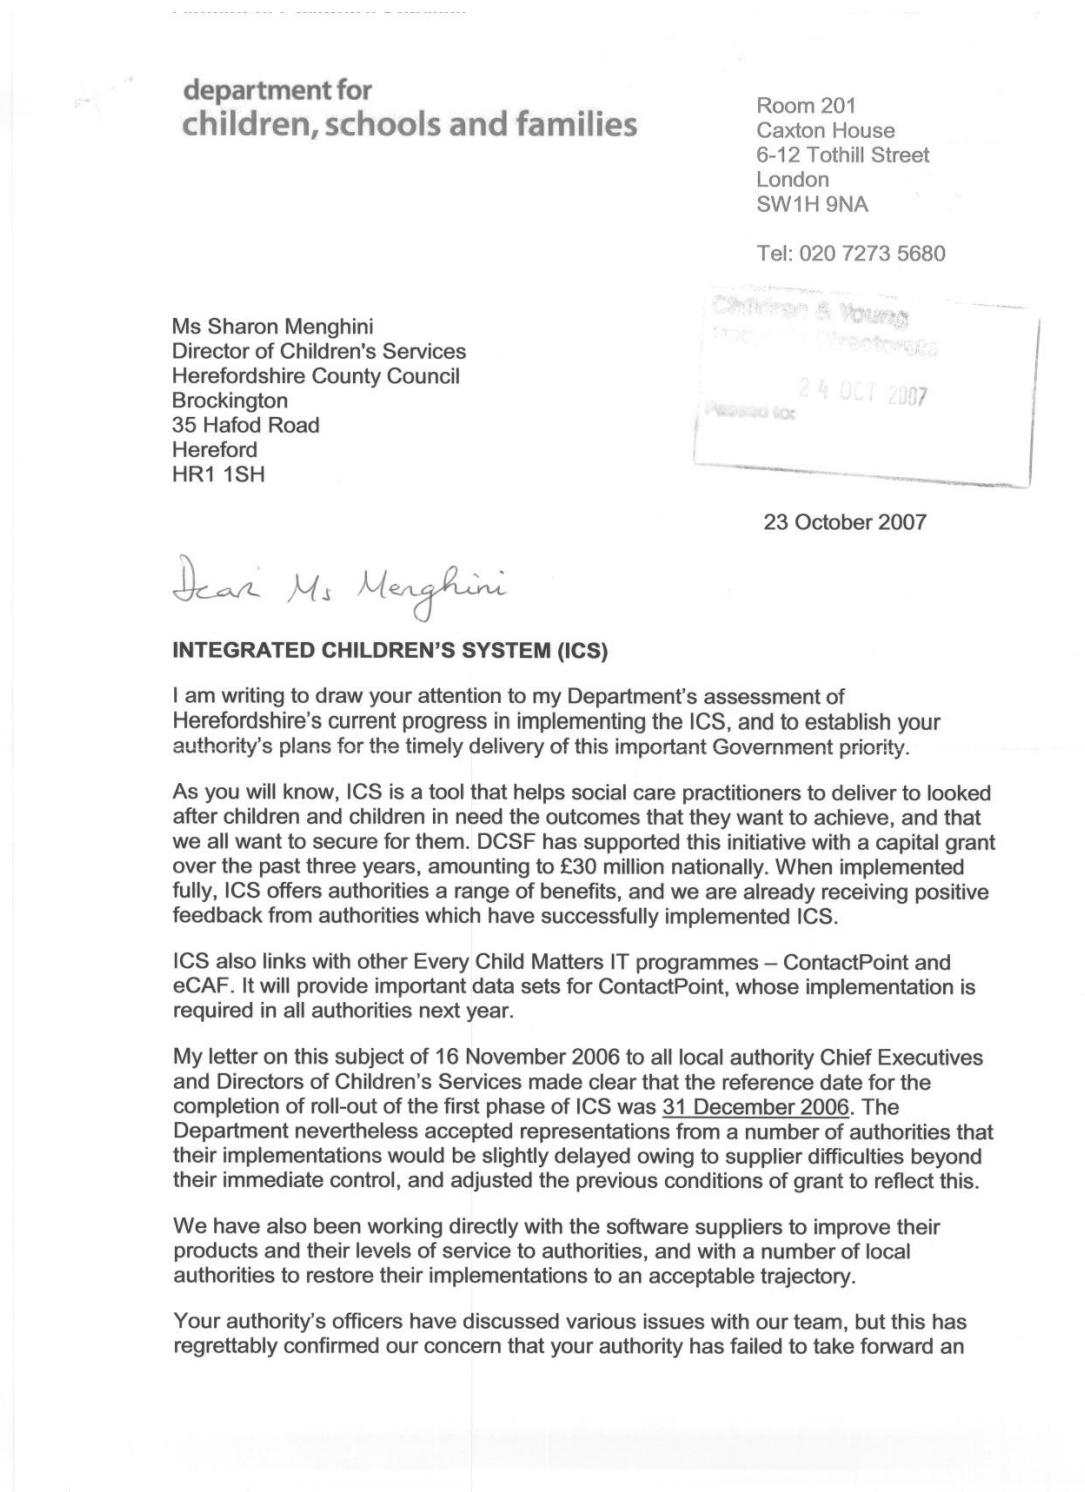 department for
children, schools and families
Room 201
Caxton House
6-12 Tothill Street
London
SW1H 9NA
Tel: 020 7273 5680
Children & Young
Directorate
24 OCT 2007
Passed to:
Ms Sharon Menghini
Director of Children's Services
Herefordshire County Council
Brockington
35 Hafod Road
Hereford
HR1 1SH
23 October 2007
Dear Ms Menghini
INTEGRATED CHILDREN'S SYSTEM (ICS)
I am writing to draw your attention to my Department's assessment of
Herefordshire's current progress in implementing the ICS, and to establish your
authority's plans for the timely delivery of this important Government priority.
As you will know, ICS is a tool that helps social care practitioners to deliver to looked
after children and children in need the outcomes that they want to achieve, and that
we all want to secure for them. DCSF has supported this initiative with a capital grant
over the past three years, amounting to £30 million nationally. When implemented
fully, ICS offers authorities a range of benefits, and we are already receiving positive
feedback from authorities which have successfully implemented ICS.
ICS also links with other Every Child Matters IT programmes – ContactPoint and
eCAF. It will provide important data sets for ContactPoint, whose implementation is
required in all authorities next year.
My letter on this subject of 16 November 2006 to all local authority Chief Executives
and Directors of Children's Services made clear that the reference date for the
completion of roll-out of the first phase of ICS was 31 December 2006. The
Department nevertheless accepted representations from a number of authorities that
their implementations would be slightly delayed owing to supplier difficulties beyond
their immediate control, and adjusted the previous conditions of grant to reflect this.
We have also been working directly with the software suppliers to improve their
products and their levels of service to authorities, and with a number of local
authorities to restore their implementations to an acceptable trajectory.
Your authority's officers have discussed various issues with our team, but this has
regrettably confirmed our concern that your authority has failed to take forward an